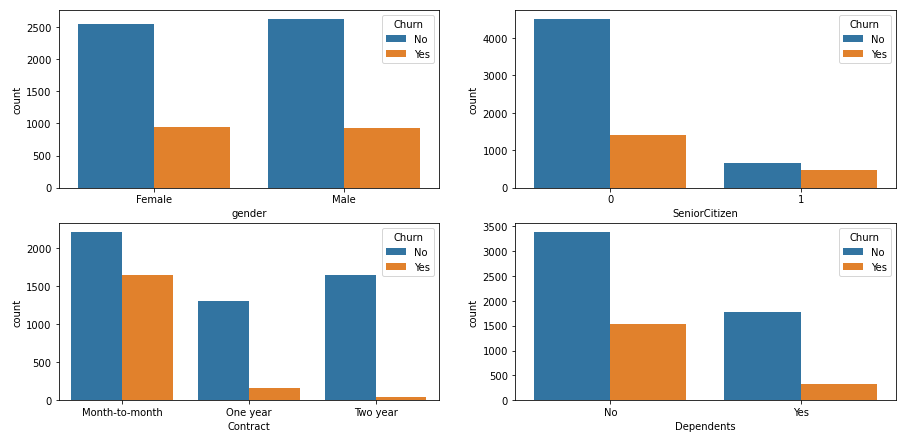 2500
2000
1500
1000
500
0
count
Female
Male
gender
Churn
No
Yes
4000
3000
2000
1000
0
count
0
1
SeniorCitizen
Churn
No
Yes
2000
1500
1000
500
0
count
Month-to-month
One year
Two year
Contract
Churn
No
Yes
3500
3000
2500
2000
1500
1000
500
0
count
No
Yes
Dependents
Churn
No
Yes